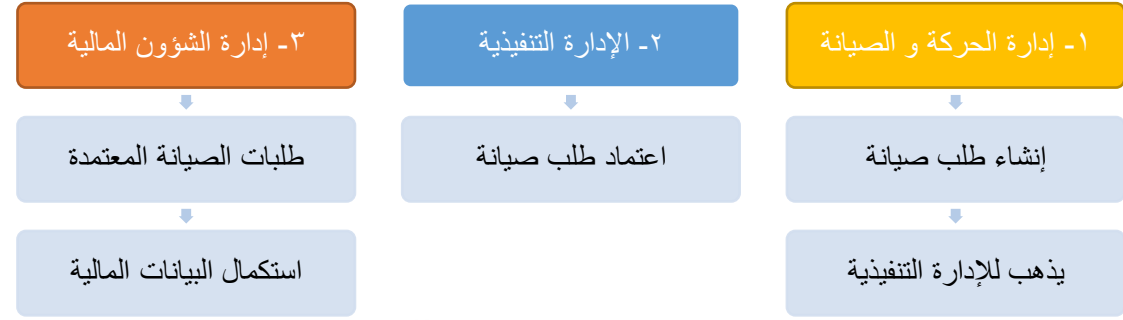 ١- إدارة الحركة و الصيانة
إنشاء طلب صيانة
يذهب للإدارة التنفيذية
٢- الإدارة التنفيذية
اعتماد طلب صيانة
٣- إدارة الشؤون المالية
طلبات الصيانة المعتمدة
استكمال البيانات المالية